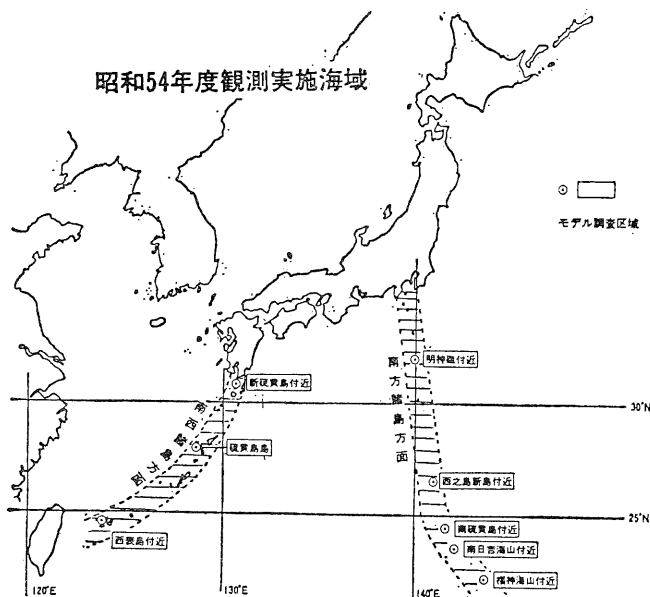 昭和54年度観測実施海域
モデル調査区域
明神礁付近
新硫黄島付近
南方諸島方面
30°N
南西諸島方面
硫黄鳥島
西之島新島付近
25°N
西表島付近
南硫黄島付近
南日吉海山付近
福神海山付近
120°E
130°E
140°E